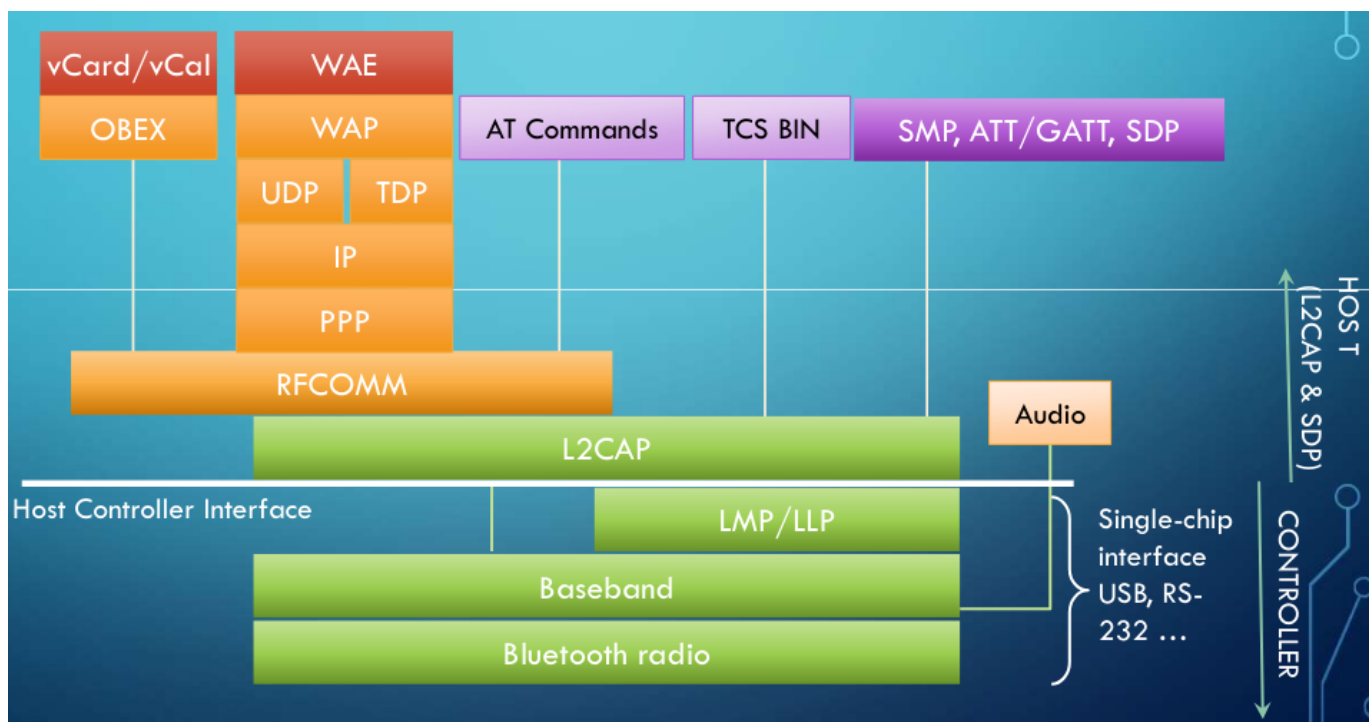 vCard/vCal
WAE
OBEX
WAP
AT Commands
TCS BIN
SMP, ATT/GATT, SDP
UDP
TDP
IP
PPP
RFCOMM
Audio
L2CAP
HOS T
(L2CAP & SDP)
Host Controller Interface
LMP/LLP
Single-chip
interface
USB, RS-
232 ...
CONTROLLER
Baseband
Bluetooth radio